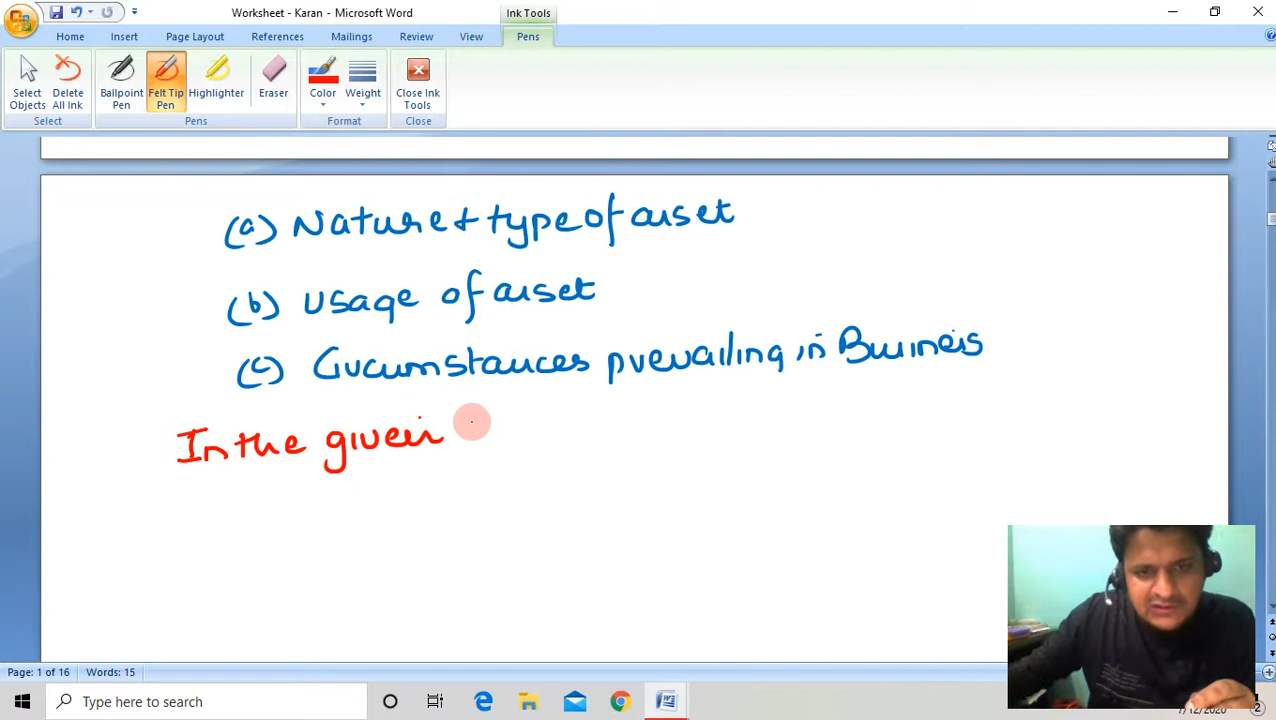 Worksheet - Karan - Microsoft Word
Ink Tools
Home Insert Page Layout References Mailings Review View Pens
Select Objects
Delete All Ink
Ballpoint Pen
Felt Tip Pen
Highlighter
Eraser
Color
Weight
Close Ink Tools
Select Pens Format Close
(a) Nature & type of asset
(b) Usage of asset
(c) Circumstances prevailing in Business
In the given
Page: 1 of 16 Words: 15
Type here to search